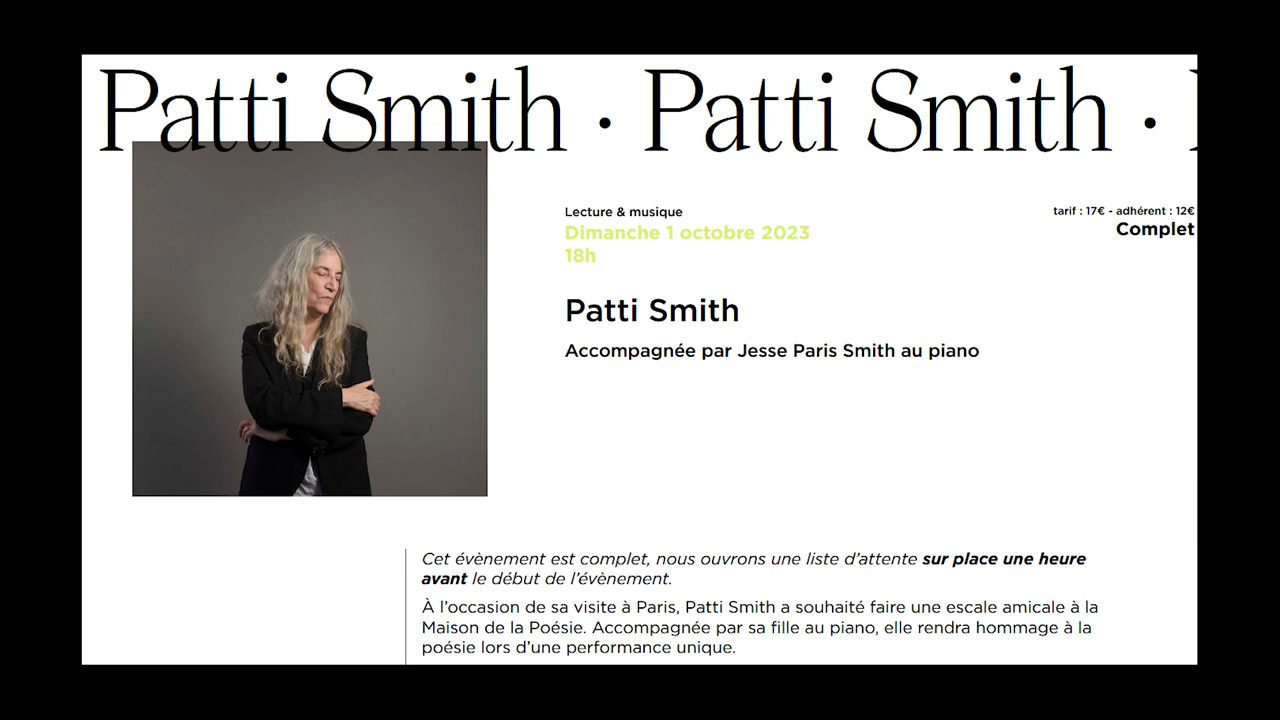 Patti Smith · Patti Smith ·
Lecture & musique
tarif : 17€ - adhérent : 12€
Dimanche 1 octobre 2023
Complet
18h
Patti Smith
Accompagnée par Jesse Paris Smith au piano
Cet évènement est complet, nous ouvrons une liste d’attente sur place une heure
avant le début de l’évènement.
À l’occasion de sa visite à Paris, Patti Smith a souhaité faire une escale amicale à la
Maison de la Poésie. Accompagnée par sa fille au piano, elle rendra hommage à la
poésie lors d’une performance unique.